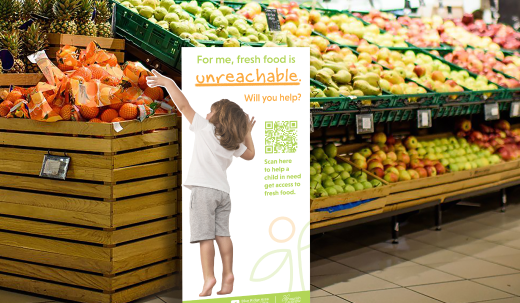 For me, fresh food is
unreachable.
Will you help?
Scan here
to help a
child in need
get access to
fresh food.